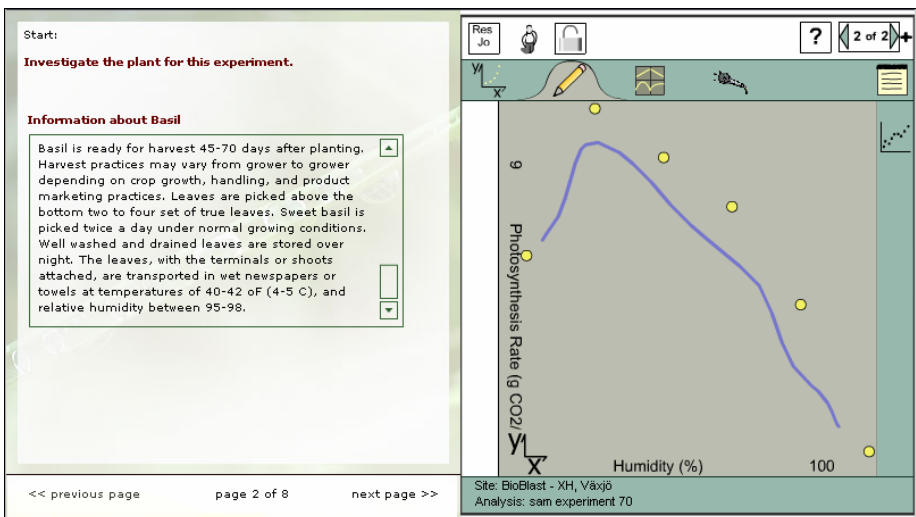 Start:
Investigate the plant for this experiment.
Information about Basil
Basil is ready for harvest 45-70 days after planting.
Harvest practices may vary from grower to grower
depending on crop growth, handling, and product
marketing practices. Leaves are picked above the
bottom two to four set of true leaves. Sweet basil is
picked twice a day under normal growing conditions.
Well washed and drained leaves are stored over
night. The leaves, with the terminals or shoots
attached, are transported in wet newspapers or
towels at temperatures of 40-42 oF (4-5 C), and
relative humidity between 95-98.
<< previous page
page 2 of 8
next page >>
Res
Jo
?
2 of 2
+
Y
X
9
Photosynthesis Rate (g CO2/
Y
X
Humidity (%)
100
Site: BioBlast - XH, Växjö
Analysis: sam experiment 70